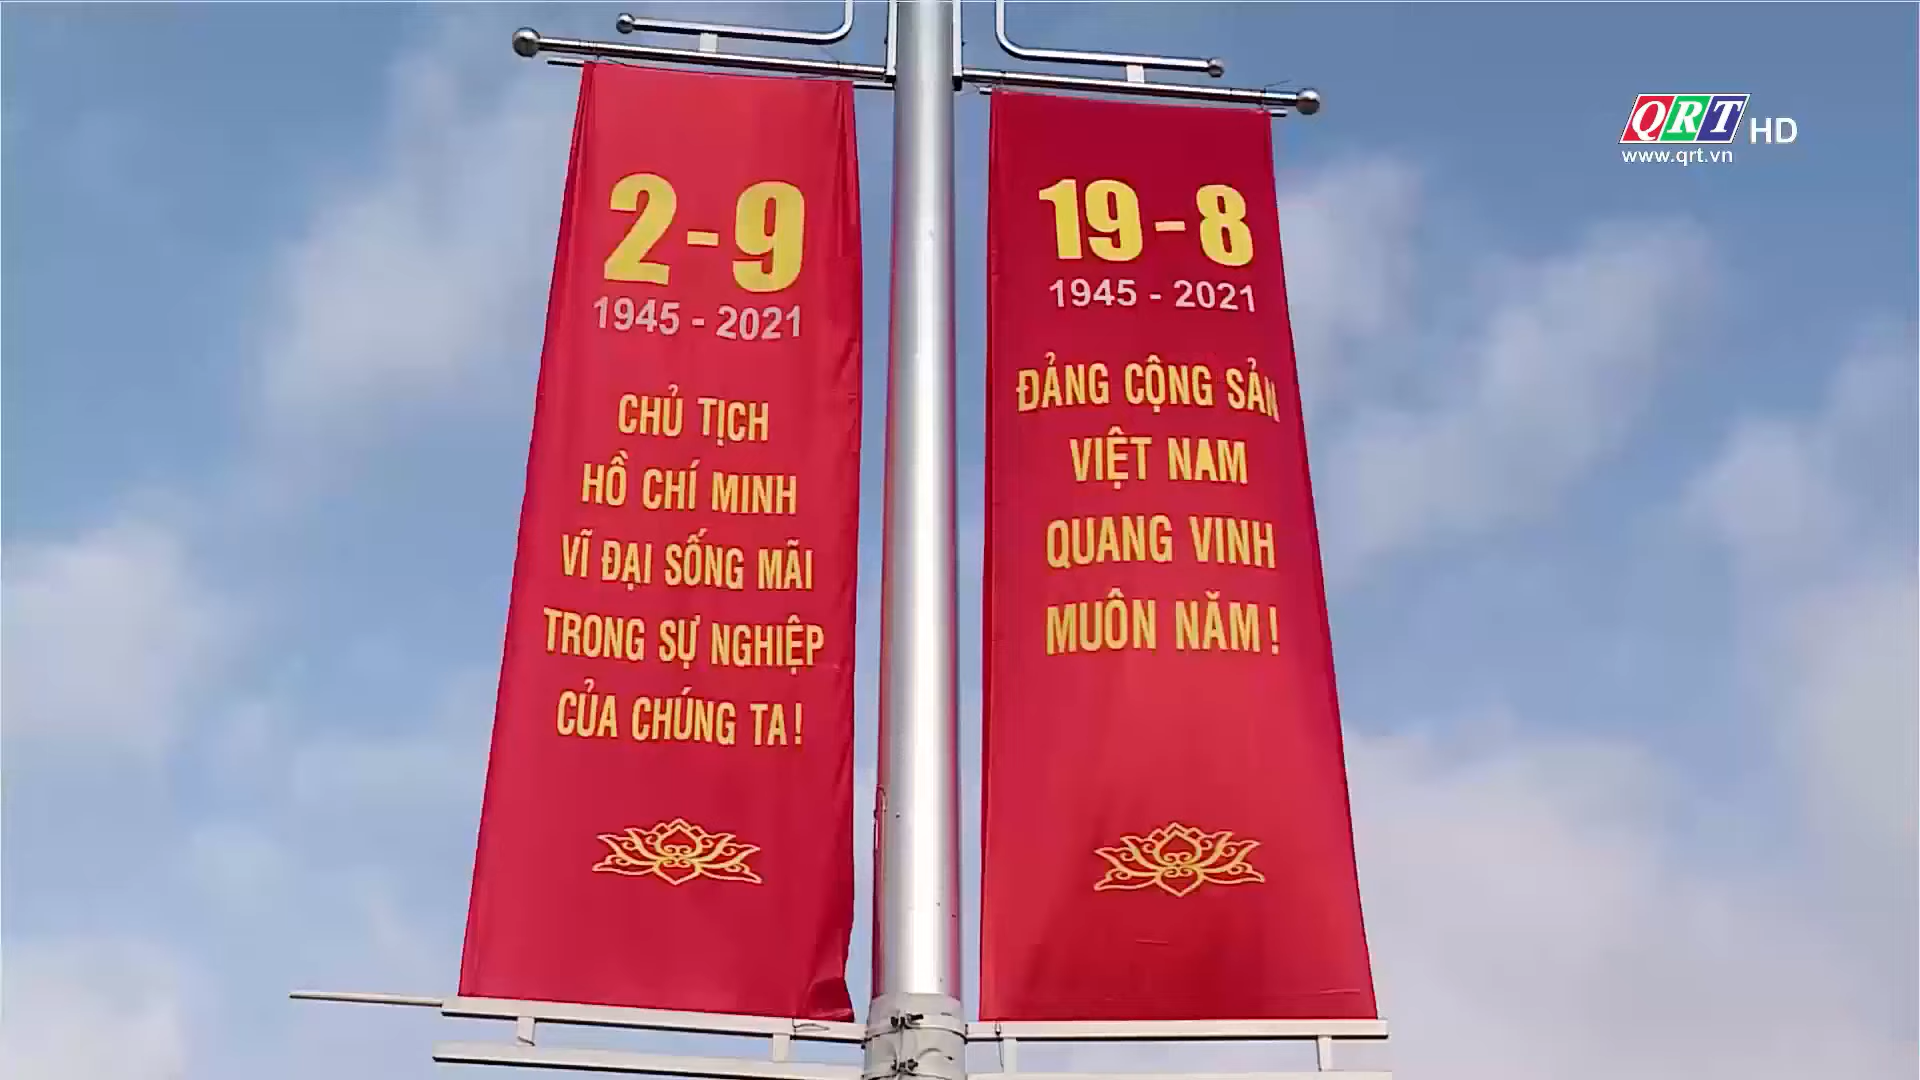 2-9
1945 - 2021
CHỦ TỊCH
HỒ CHÍ MINH
VĨ ĐẠI SỐNG MÃI
TRONG SỰ NGHIỆP
CỦA CHÚNG TA!
19-8
1945 - 2021
ĐẢNG CỘNG SẢN
VIỆT NAM
QUANG VINH
MUÔN NĂM!
QRT HD
www.qrt.vn